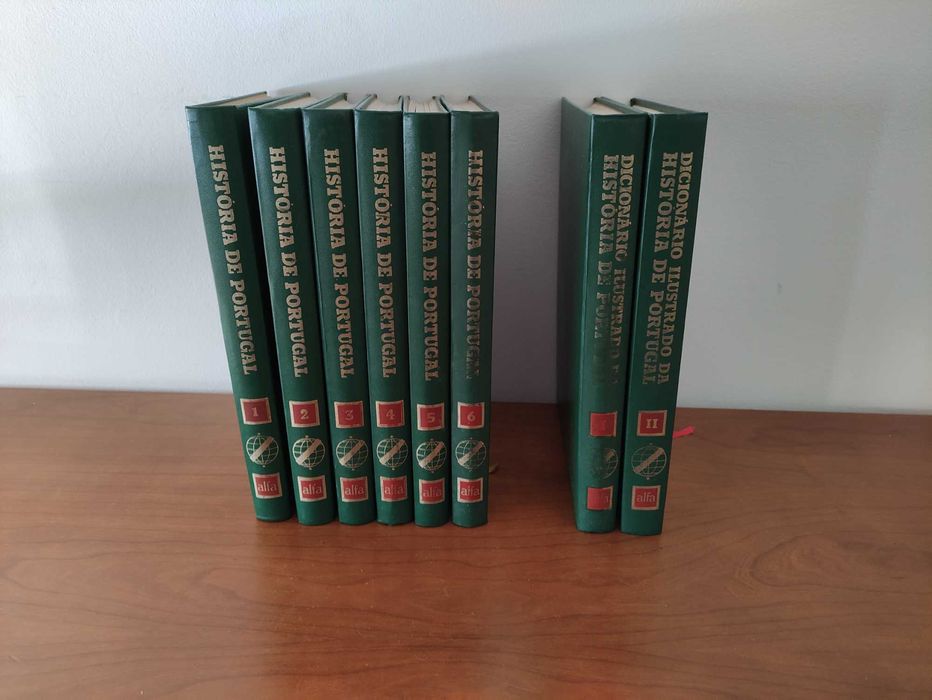 HISTÓRIA DE PORTUGAL
1
alfa
HISTÓRIA DE PORTUGAL
2
alfa
HISTÓRIA DE PORTUGAL
3
alfa
HISTÓRIA DE PORTUGAL
4
alfa
HISTÓRIA DE PORTUGAL
5
alfa
HISTÓRIA DE PORTUGAL
6
alfa
DICIONÁRIO ILUSTRADO
HISTÓRIA DE
I
DICIONÁRIO ILUSTRADO DA
HISTÓRIA DE PORTUGAL
II
alfa